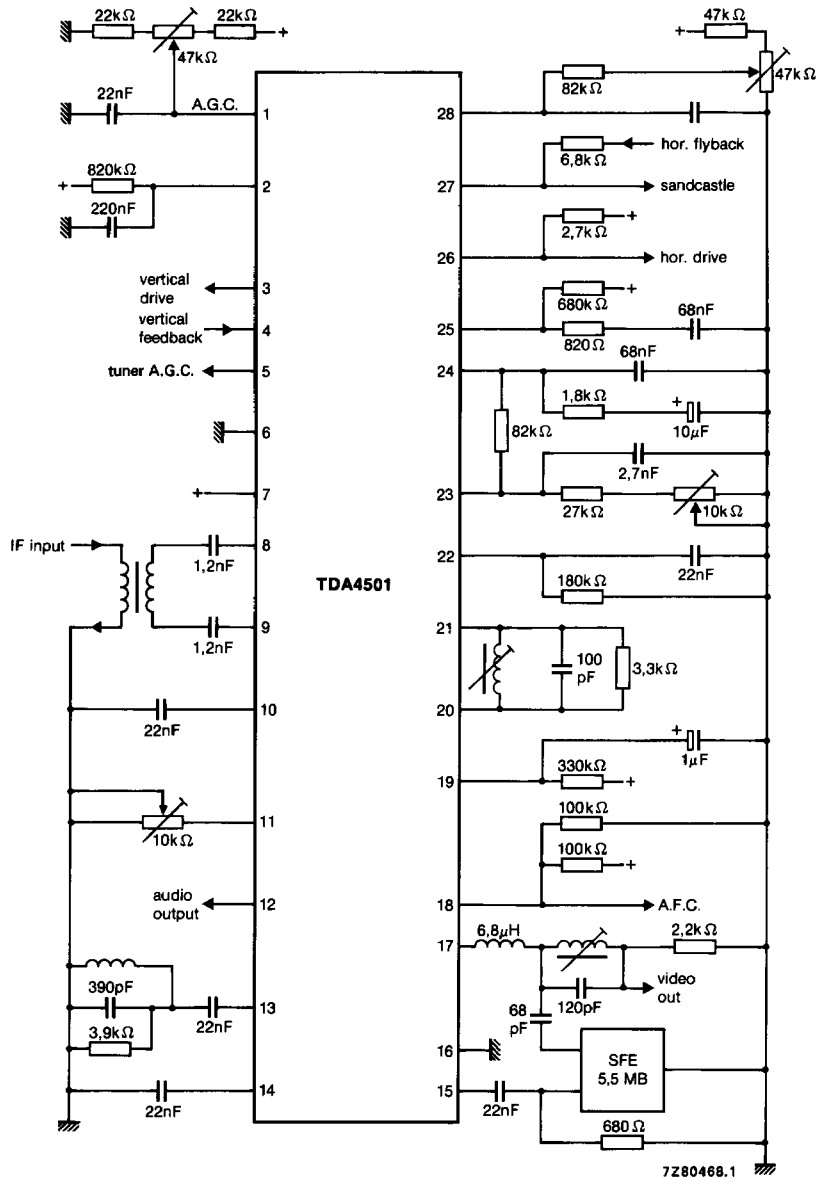 22kΩ
22kΩ
+
47kΩ
22nF
A.G.C.
1
820kΩ
+
2
220nF
vertical
drive
3
vertical
feedback
4
tuner A.G.C.
5
6
+
7
IF input
8
1,2nF
9
1,2nF
10
22nF
11
10kΩ
audio
output
12
390pF
13
22nF
3,9kΩ
14
22nF
TDA4501
47kΩ
+
47kΩ
82kΩ
28
hor. flyback
6,8kΩ
27
sandcastle
+
2,7kΩ
26
hor. drive
+
680kΩ
68nF
25
820Ω
68nF
24
1,8kΩ
+
10μF
82kΩ
2,7nF
23
27kΩ
10kΩ
22
22nF
180kΩ
21
100
pF
3,3kΩ
20
+
1μF
330kΩ
19
+
100kΩ
100kΩ
+
18
A.F.C.
6,8μH
2,2kΩ
17
video
out
120pF
68
pF
16
SFE
5,5 MB
15
22nF
680Ω
7Z80468.1